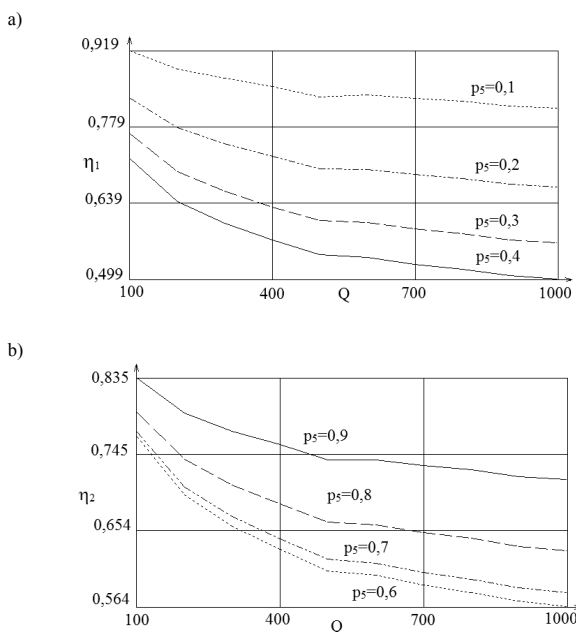 a)
0,919
p₅=0,1
0,779
η₁
p₅=0,2
0,639
p₅=0,3
p₅=0,4
0,499
100 400 700 1000
Q
b)
0,835
p₅=0,9
0,745
η₂
p₅=0,8
0,654
p₅=0,7
p₅=0,6
0,564
100 400 700 1000
Q